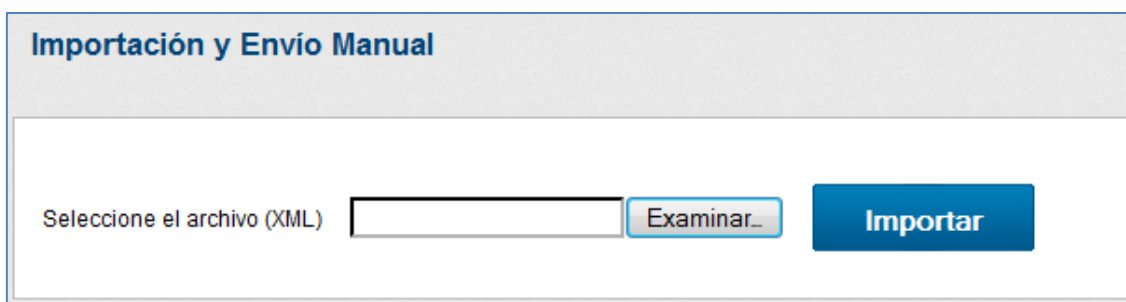 Importación y Envío Manual
Seleccione el archivo (XML) Examinar... Importar